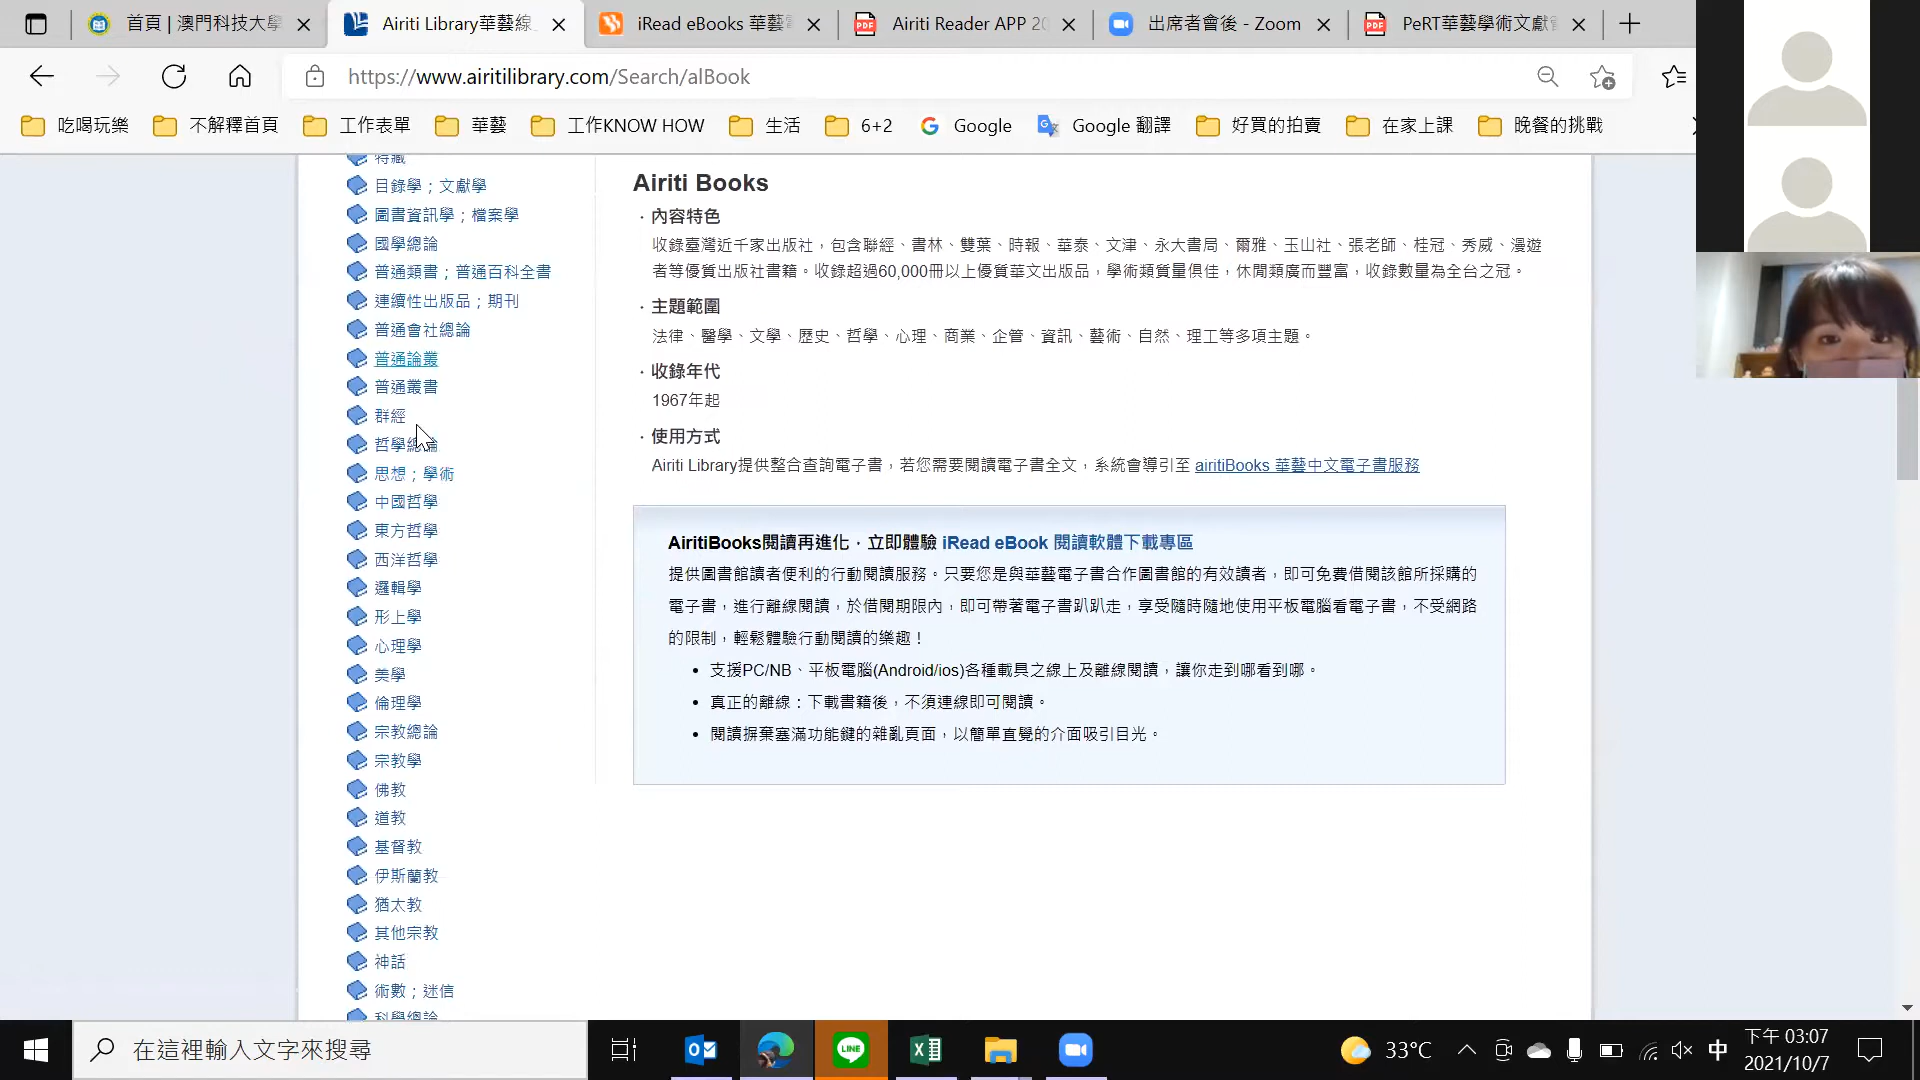 首頁 | 澳門科技大學
Airiti Library華藝線
iRead eBooks 華藝電
Airiti Reader APP 20
出席者會後 - Zoom
PeRT華藝學術文獻
https://www.airitilibrary.com/Search/alBook
吃喝玩樂
不解釋首頁
工作表單
華藝
工作KNOW HOW
生活
6+2
Google
Google 翻譯
好買的拍賣
在家上課
晚餐的挑戰
特藏
目錄學；文獻學
圖書資訊學；檔案學
國學總論
普通類書；普通百科全書
連續性出版品；期刊
普通會社總論
普通論叢
普通叢書
群經
哲學總論
思想；學術
中國哲學
東方哲學
西洋哲學
邏輯學
形上學
心理學
美學
倫理學
宗教總論
宗教學
佛教
道教
基督教
伊斯蘭教
猶太教
其他宗教
神話
術數；迷信
科學總論
Airiti Books
· 內容特色
收錄臺灣近千家出版社，包含聯經、書林、雙葉、時報、華泰、文津、永大書局、爾雅、玉山社、張老師、桂冠、秀威、漫遊
者等優質出版社書籍。收錄超過60,000冊以上優質華文出版品，學術類質量俱佳，休閒類廣而豐富，收錄數量為全台之冠。
· 主題範圍
法律、醫學、文學、歷史、哲學、心理、商業、企管、資訊、藝術、自然、理工等多項主題。
· 收錄年代
1967年起
· 使用方式
Airiti Library提供整合查詢電子書，若您需要閱讀電子書全文，系統會導引至 airitiBooks 華藝中文電子書服務
AiritiBooks閱讀再進化．立即體驗 iRead eBook 閱讀軟體下載專區
提供圖書館讀者便利的行動閱讀服務。只要您是與華藝電子書合作圖書館的有效讀者，即可免費借閱該館所採購的
電子書，進行離線閱讀，於借閱期限內，即可帶著電子書趴趴走，享受隨時隨地使用平板電腦看電子書，不受網路
的限制，輕鬆體驗行動閱讀的樂趣！
• 支援PC/NB、平板電腦(Android/ios)各種載具之線上及離線閱讀，讓你走到哪看到哪。
• 真正的離線：下載書籍後，不須連線即可閱讀。
• 閱讀摒棄塞滿功能鍵的雜亂頁面，以簡單直覺的介面吸引目光。
在這裡輸入文字來搜尋
LINE
33°C
中
下午 03:07
2021/10/7